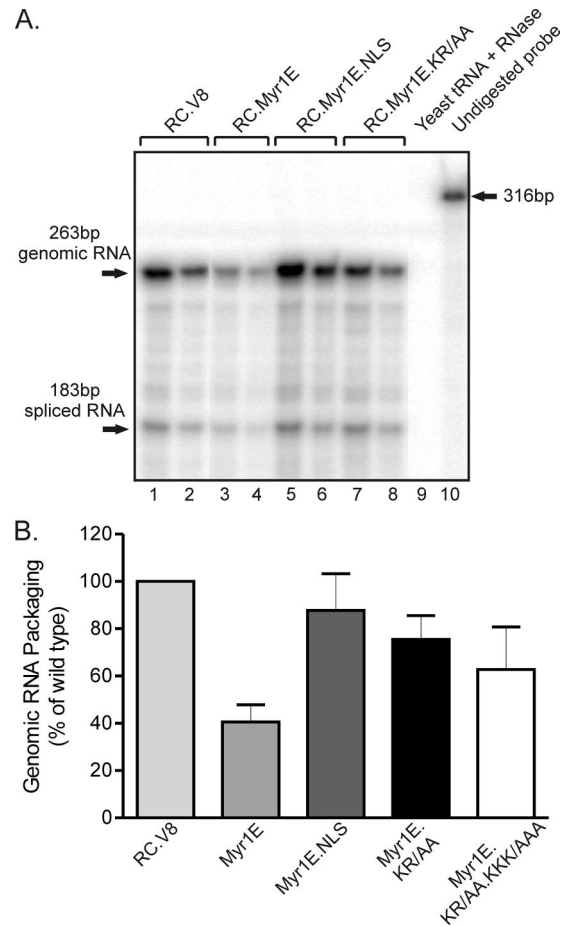 A.
RC.V8
RC.Myr1E
RC.Myr1E.NLS
RC.Myr1E.KR/AA
Yeast tRNA + RNase
Undigested probe
316bp
263bp
genomic RNA
183bp
spliced RNA
1 2 3 4 5 6 7 8 9 10
B.
Genomic RNA Packaging
(% of wild type)
120
100
80
60
40
20
0
RC.V8
Myr1E
Myr1E.NLS
Myr1E.
KR/AA
Myr1E.
KR/AA.KKK/AAA